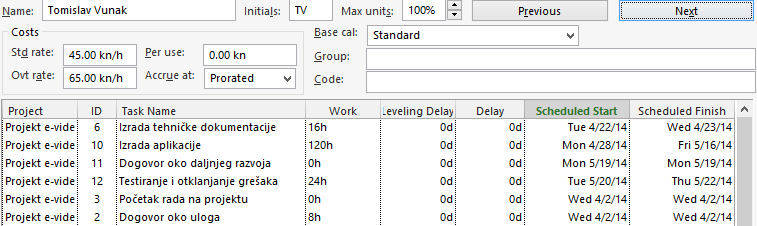 Name: Tomislav Vunak Initials: TV Max units: 100% Previous Next
Costs Base cal: Standard
Std rate: 45.00 kn/h Per use: 0.00 kn Group:
Ovt rate: 65.00 kn/h Accrue at: Prorated Code:
Project ID Task Name Work Leveling Delay Delay Scheduled Start Scheduled Finish
Projekt e-vide 6 Izrada tehničke dokumentacije 16h 0d 0d Tue 4/22/14 Wed 4/23/14
Projekt e-vide 10 Izrada aplikacije 120h 0d 0d Mon 4/28/14 Fri 5/16/14
Projekt e-vide 11 Dogovor oko daljnjeg razvoja 0h 0d 0d Mon 5/19/14 Mon 5/19/14
Projekt e-vide 12 Testiranje i otklanjanje grešaka 24h 0d 0d Tue 5/20/14 Thu 5/22/14
Projekt e-vide 3 Početak rada na projektu 0h 0d 0d Wed 4/2/14 Wed 4/2/14
Projekt e-vide 2 Dogovor oko uloga 8h 0d 0d Wed 4/2/14 Wed 4/2/14